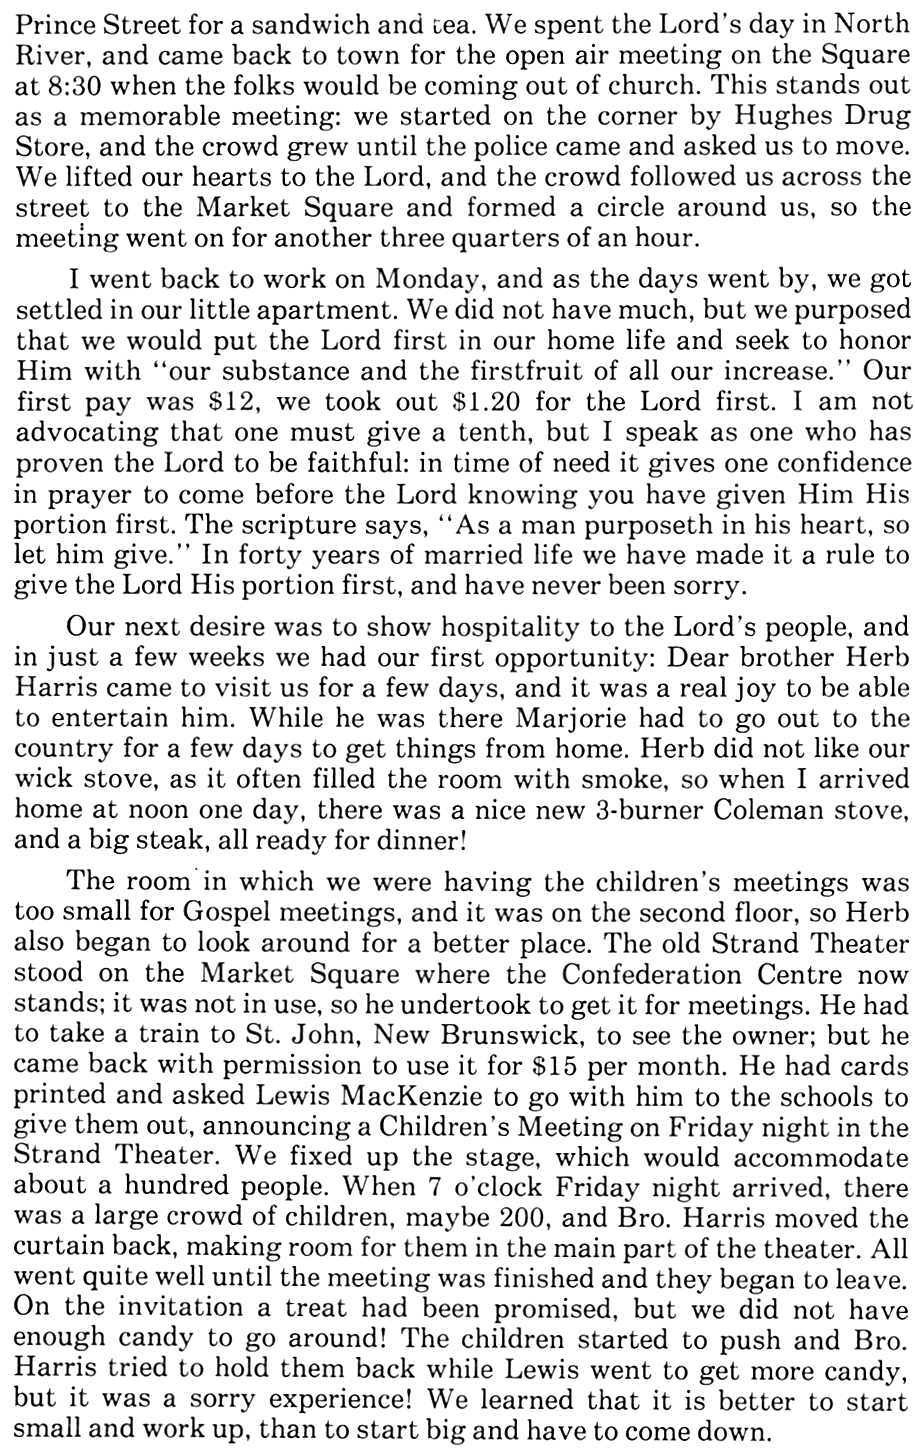 Prince Street for a sandwich and tea. We spent the Lord's day in North
River, and came back to town for the open air meeting on the Square
at 8:30 when the folks would be coming out of church. This stands out
as a memorable meeting: we started on the corner by Hughes Drug
Store, and the crowd grew until the police came and asked us to move.
We lifted our hearts to the Lord, and the crowd followed us across the
street to the Market Square and formed a circle around us, so the
meeting went on for another three quarters of an hour.
I went back to work on Monday, and as the days went by, we got
settled in our little apartment. We did not have much, but we purposed
that we would put the Lord first in our home life and seek to honor
Him with "our substance and the firstfruit of all our increase." Our
first pay was $12, we took out $1.20 for the Lord first. I am not
advocating that one must give a tenth, but I speak as one who has
proven the Lord to be faithful: in time of need it gives one confidence
in prayer to come before the Lord knowing you have given Him His
portion first. The scripture says, "As a man purposeth in his heart, so
let him give." In forty years of married life we have made it a rule to
give the Lord His portion first, and have never been sorry.
Our next desire was to show hospitality to the Lord's people, and
in just a few weeks we had our first opportunity: Dear brother Herb
Harris came to visit us for a few days, and it was a real joy to be able
to entertain him. While he was there Marjorie had to go out to the
country for a few days to get things from home. Herb did not like our
wick stove, as it often filled the room with smoke, so when I arrived
home at noon one day, there was a nice new 3-burner Coleman stove,
and a big steak, all ready for dinner!
The room in which we were having the children's meetings was
too small for Gospel meetings, and it was on the second floor, so Herb
also began to look around for a better place. The old Strand Theater
stood on the Market Square where the Confederation Centre now
stands; it was not in use, so he undertook to get it for meetings. He had
to take a train to St. John, New Brunswick, to see the owner; but he
came back with permission to use it for $15 per month. He had cards
printed and asked Lewis MacKenzie to go with him to the schools to
give them out, announcing a Children's Meeting on Friday night in the
Strand Theater. We fixed up the stage, which would accommodate
about a hundred people. When 7 o'clock Friday night arrived, there
was a large crowd of children, maybe 200, and Bro. Harris moved the
curtain back, making room for them in the main part of the theater. All
went quite well until the meeting was finished and they began to leave.
On the invitation a treat had been promised, but we did not have
enough candy to go around! The children started to push and Bro.
Harris tried to hold them back while Lewis went to get more candy,
but it was a sorry experience! We learned that it is better to start
small and work up, than to start big and have to come down.